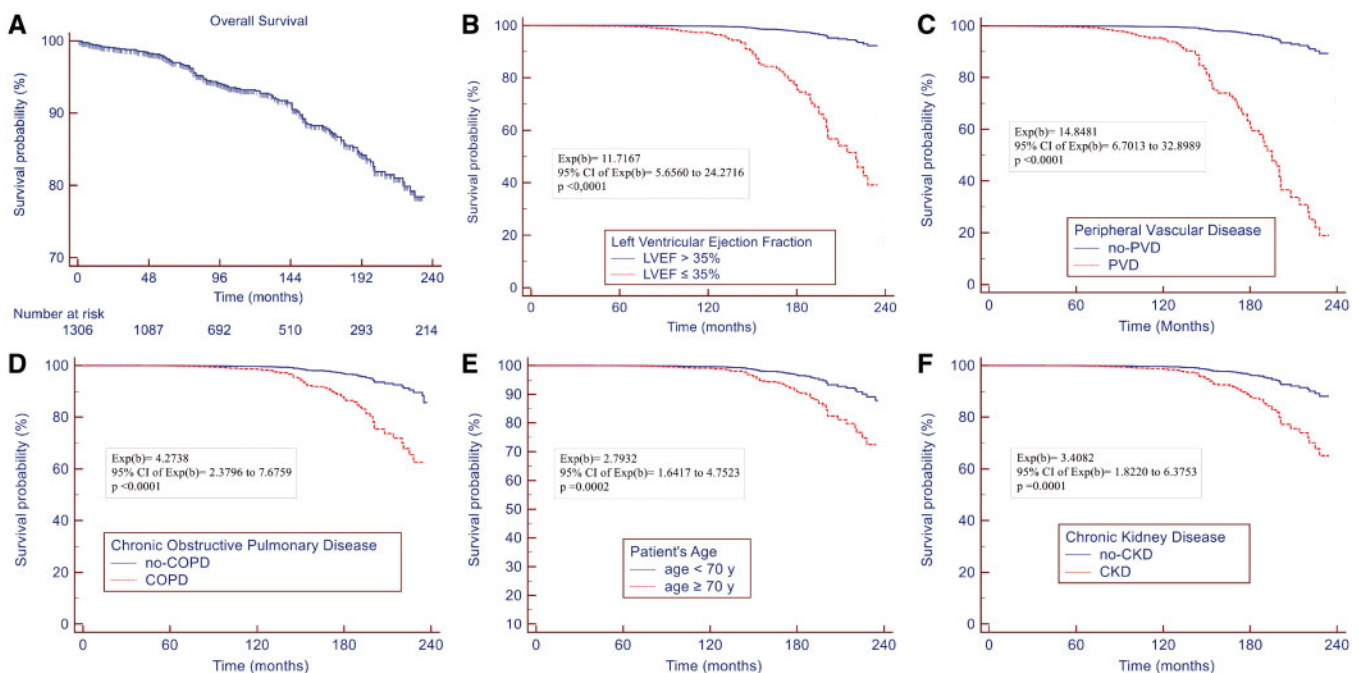 A
Overall Survival
Survival probability (%)
100
90
80
70
0
48
96
144
192
240
Time (months)
Number at risk
1306 1087 692 510 293 214
B
Survival probability (%)
100
80
60
40
20
0
Exp(b)= 11.7167
95% CI of Exp(b)= 5.6560 to 24.2716
p <0,0001
Left Ventricular Ejection Fraction
LVEF > 35%
LVEF ≤ 35%
0 60 120 180 240
Time (months)
C
Survival probability (%)
100
80
60
40
20
0
Exp(b)= 14.8481
95% CI of Exp(b)= 6.7013 to 32.8989
p <0.0001
Peripheral Vascular Disease
no-PVD
PVD
0 60 120 180 240
Time (Months)
D
Survival probability (%)
100
80
60
40
20
0
Exp(b)= 4.2738
95% CI of Exp(b)= 2.3796 to 7.6759
p <0.0001
Chronic Obstructive Pulmonary Disease
no-COPD
COPD
0 60 120 180 240
Time (months)
E
Survival probability (%)
100
90
80
70
60
50
40
30
20
10
Exp(b)= 2.7932
95% CI of Exp(b)= 1.6417 to 4.7523
p =0.0002
Patient's Age
age < 70 y
age ≥ 70 y
0 60 120 180 240
Time (months)
F
Survival probability (%)
100
80
60
40
20
0
Exp(b)= 3.4082
95% CI of Exp(b)= 1.8220 to 6.3753
p =0.0001
Chronic Kidney Disease
no-CKD
CKD
0 60 120 180 240
Time (months)